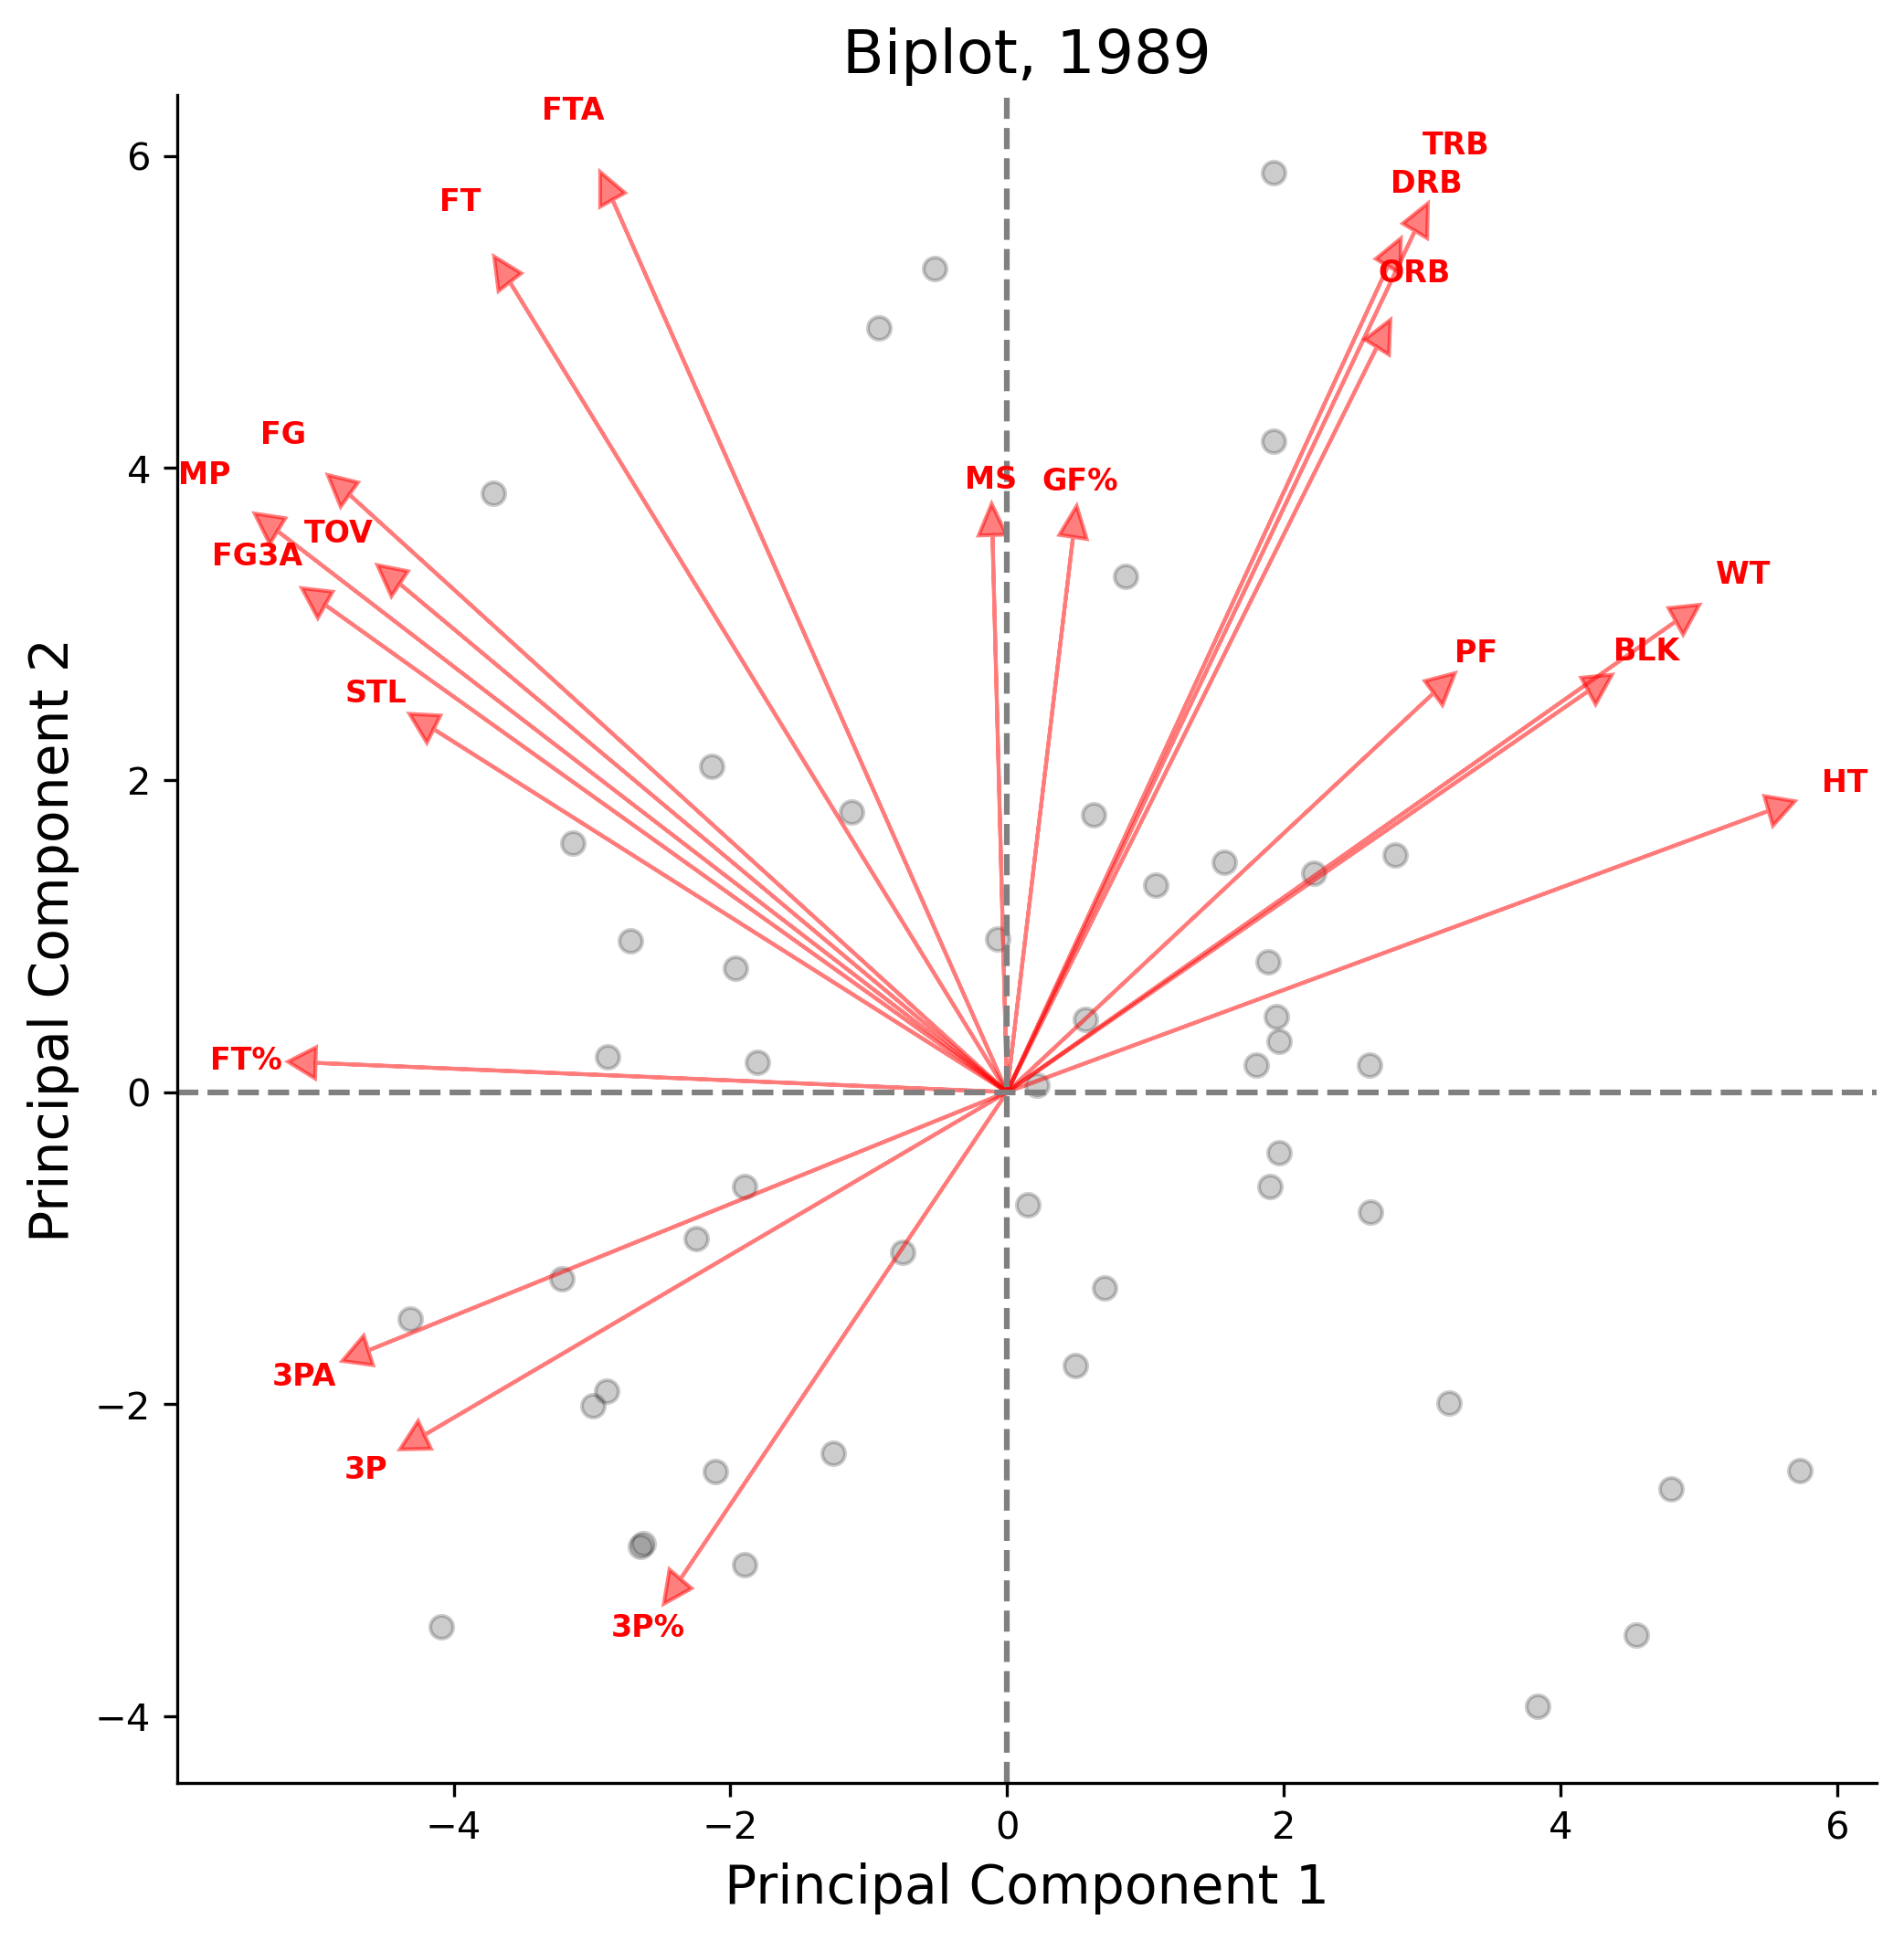 Biplot, 1989
FTA
TRB
6
DRB
FT
ORB
FG
MP
4
MS
GF%
TOV
FG3A
WT
PF
BLK
STL
HT
2
FT%
0
3PA
−2
3P
3P%
−4
Principal Component 2
−4
−2
0
2
4
6
Principal Component 1